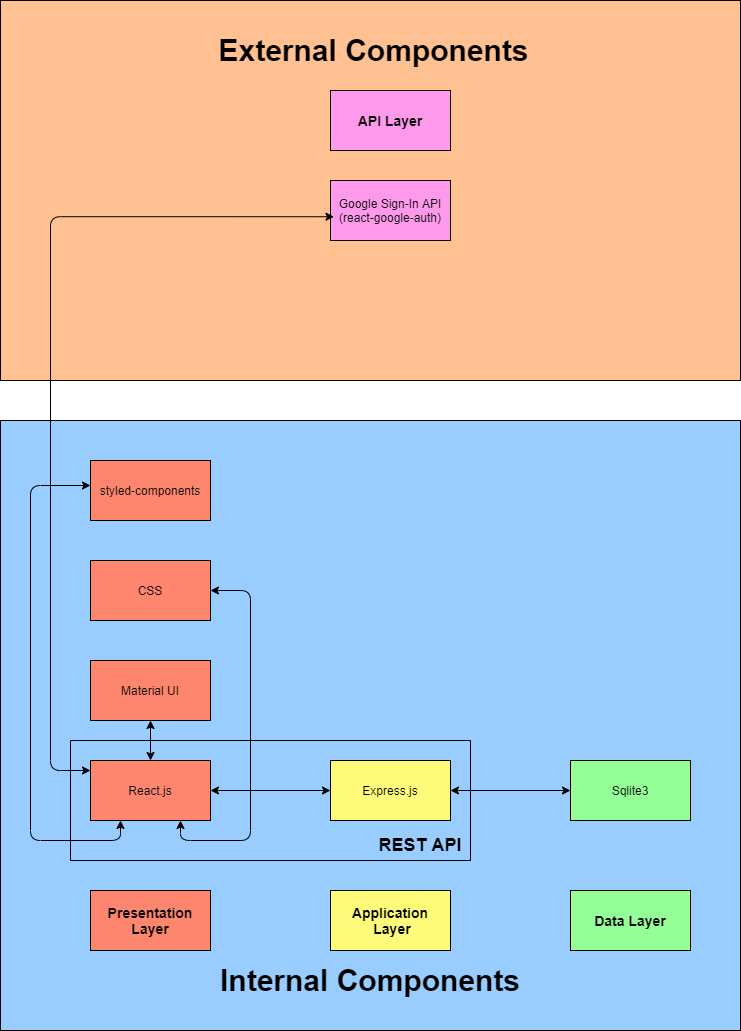 External Components
API Layer
Google Sign-In API
(react-google-auth)
styled-components
CSS
Material UI
React.js
Express.js
Sqlite3
REST API
Presentation
Layer
Application
Layer
Data Layer
Internal Components